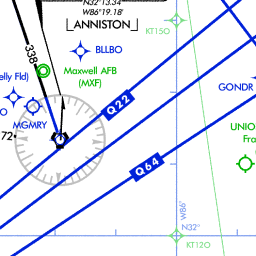 N32°13.34
W86°19.18'
ANNISTON
KT15O
338
BLLBO
Maxwell AFB
(MXF)
elly Fld)
GONDR
MGMRY
Q22
UNIO
Fra
72°
Q64
W86°
N32°
KT12O